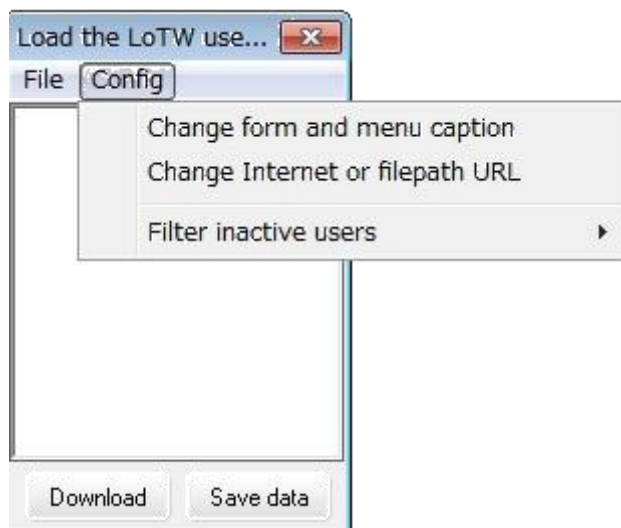 Load the LoTW use...
File Config
Change form and menu caption
Change Internet or filepath URL
Filter inactive users
Download Save data